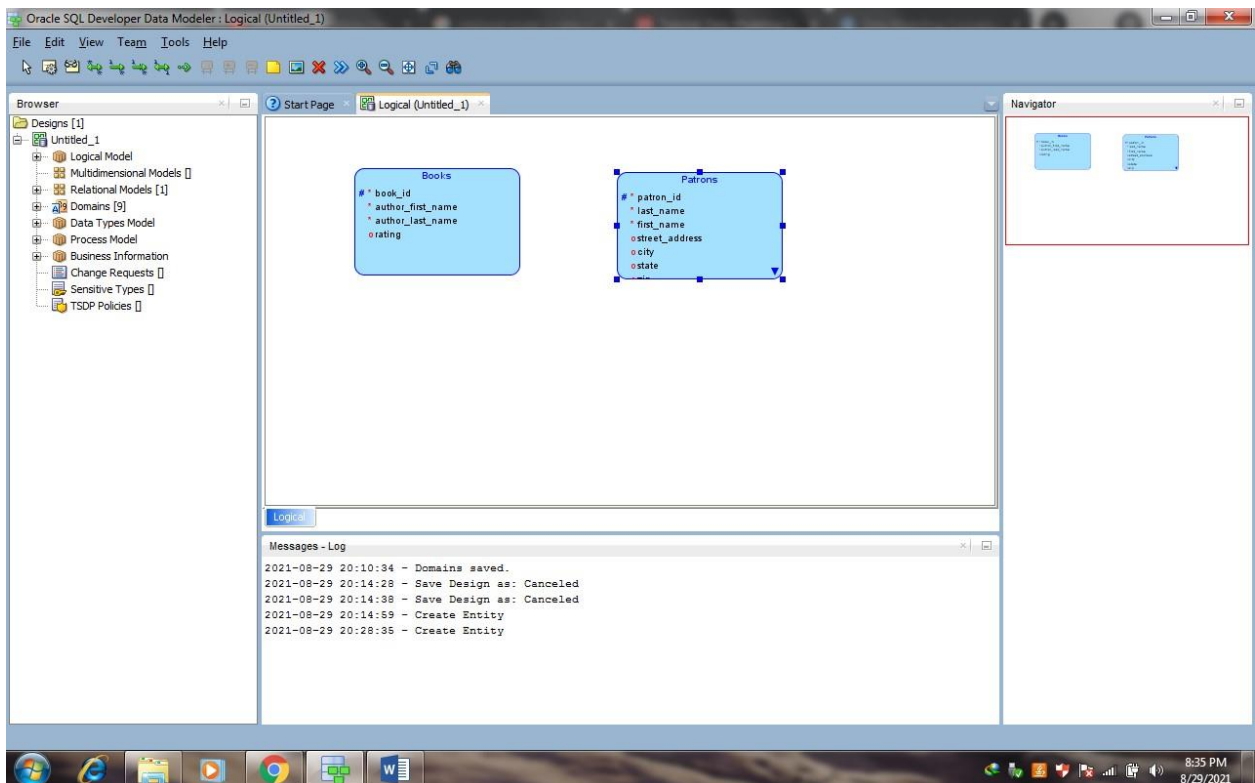 Oracle SQL Developer Data Modeler : Logical (Untitled_1)
File Edit View Team Tools Help
Browser
Designs [1]
Untitled_1
Logical Model
Multidimensional Models []
Relational Models [1]
Domains [9]
Data Types Model
Process Model
Business Information
Change Requests []
Sensitive Types []
TSDP Policies []
Start Page
Logical (Untitled_1)
Books
# * book_id
* author_first_name
* author_last_name
o rating
Patrons
# * patron_id
* last_name
* first_name
o street_address
o city
o state
Logical
Messages - Log
2021-08-29 20:10:34 - Domains saved.
2021-08-29 20:14:28 - Save Design as: Canceled
2021-08-29 20:14:38 - Save Design as: Canceled
2021-08-29 20:14:59 - Create Entity
2021-08-29 20:28:35 - Create Entity
Navigator
Books
Patrons
8:35 PM
8/29/2021